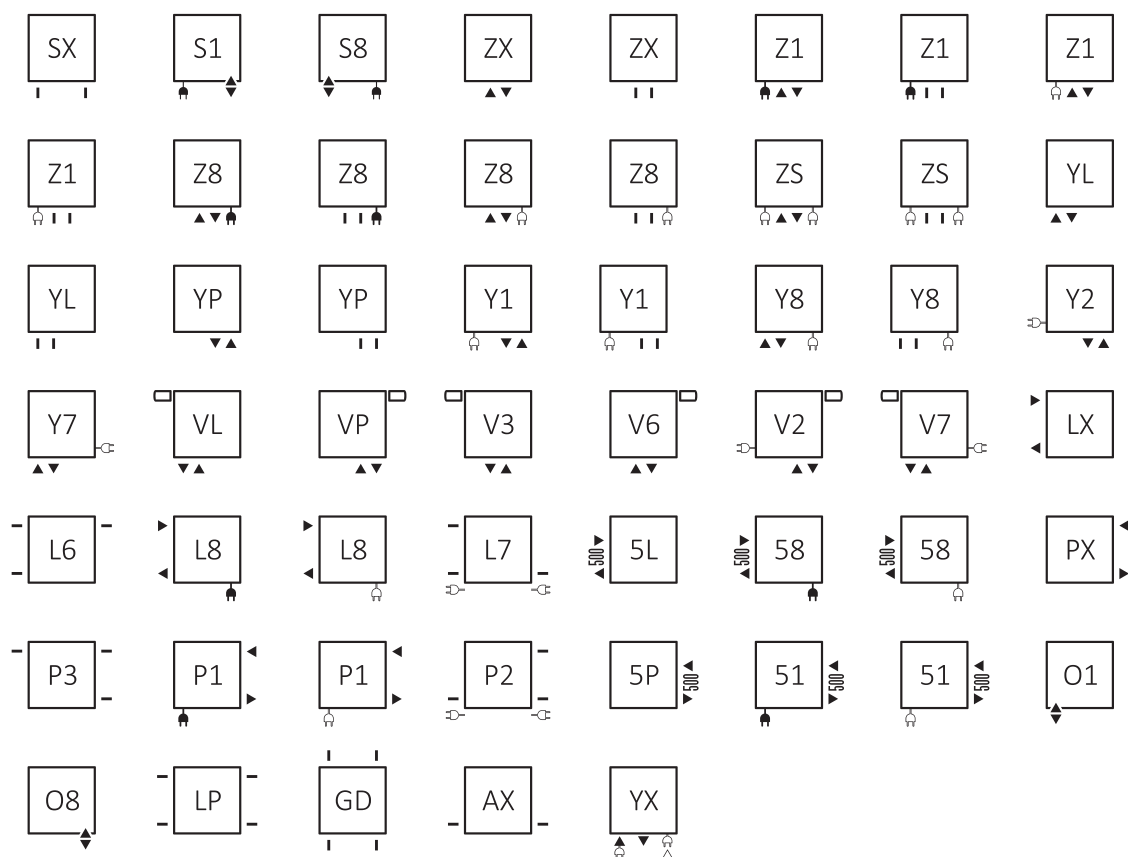 SX S1 S8 ZX ZX Z1 Z1 Z1
Z1 Z8 Z8 Z8 Z8 ZS ZS YL
YL YP YP Y1 Y1 Y8 Y8 Y2
Y7 VL VP V3 V6 V2 V7 LX
L6 L8 L8 L7 500 5L 500 58 500 58 PX
P3 P1 P1 P2 5P 500 51 500 51 500 O1
O8 LP GD AX YX